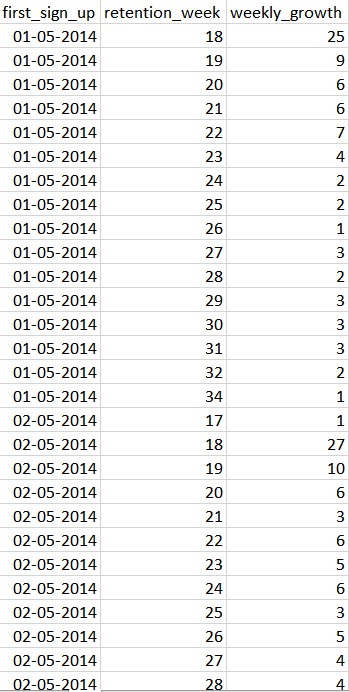 first_sign_up retention_week weekly_growth
01-05-2014 18 25
01-05-2014 19 9
01-05-2014 20 6
01-05-2014 21 6
01-05-2014 22 7
01-05-2014 23 4
01-05-2014 24 2
01-05-2014 25 2
01-05-2014 26 1
01-05-2014 27 3
01-05-2014 28 2
01-05-2014 29 3
01-05-2014 30 3
01-05-2014 31 3
01-05-2014 32 2
01-05-2014 34 1
02-05-2014 17 1
02-05-2014 18 27
02-05-2014 19 10
02-05-2014 20 6
02-05-2014 21 3
02-05-2014 22 6
02-05-2014 23 5
02-05-2014 24 6
02-05-2014 25 3
02-05-2014 26 5
02-05-2014 27 4
02-05-2014 28 4